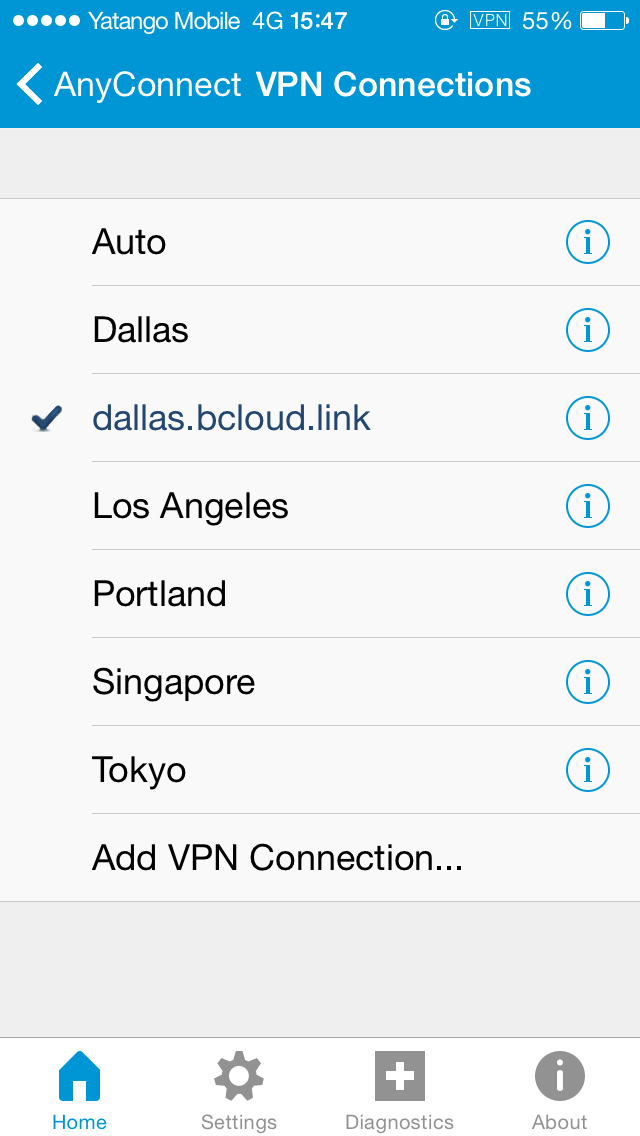 Yatango Mobile 4G 15:47 VPN 55%
AnyConnect VPN Connections
Auto
Dallas
dallas.bcloud.link
Los Angeles
Portland
Singapore
Tokyo
Add VPN Connection...
Home Settings Diagnostics About